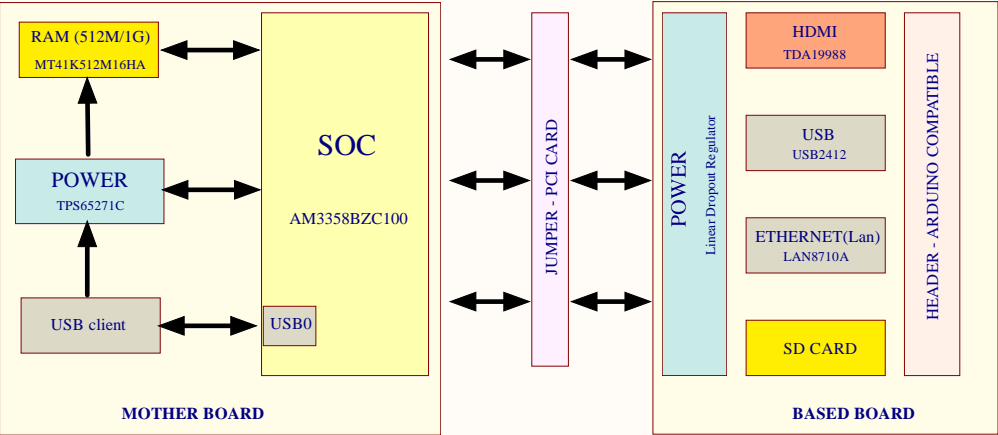 RAM (512M/1G)
MT41K512M16HA
POWER
TPS65271C
USB client
SOC
AM3358BZC100
USB0
MOTHER BOARD
JUMPER - PCI CARD
POWER
Linear Dropout Regulator
HDMI
TDA19988
USB
USB2412
ETHERNET(Lan)
LAN8710A
SD CARD
HEADER - ARDUINO COMPATIBLE
BASED BOARD